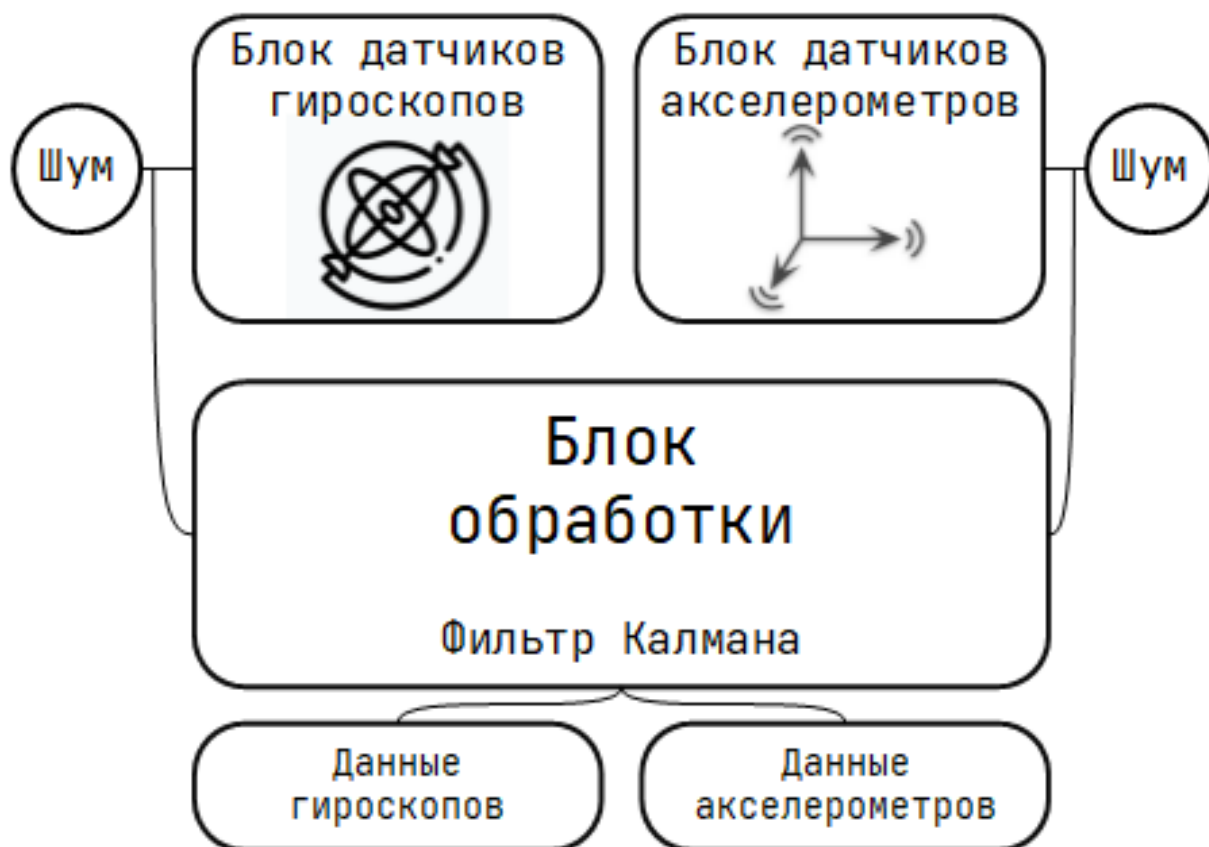 Блок датчиков
гироскопов
Блок датчиков
акселерометров
Шум
Шум
Блок
обработки
Фильтр Калмана
Данные
гироскопов
Данные
акселерометров